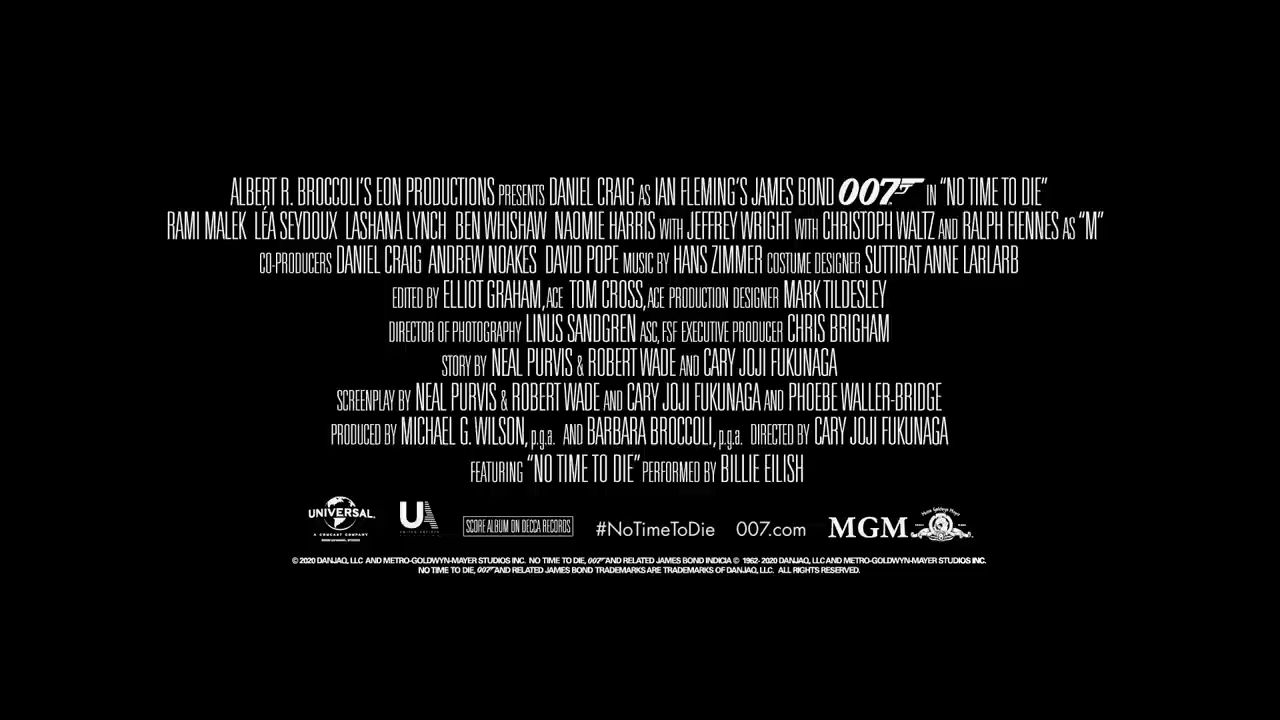 ALBERT R. BROCCOLI'S EON PRODUCTIONS PRESENTS DANIEL CRAIG AS IAN FLEMING'S JAMES BOND 007 IN "NO TIME TO DIE"
RAMI MALEK LÉA SEYDOUX LASHANA LYNCH BEN WHISHAW NAOMIE HARRIS WITH JEFFREY WRIGHT WITH CHRISTOPH WALTZ AND RALPH FIENNES AS "M"
CO-PRODUCERS DANIEL CRAIG ANDREW NOAKES DAVID POPE MUSIC BY HANS ZIMMER COSTUME DESIGNER SUTTIRAT ANNE LARLARB
EDITED BY ELLIOT GRAHAM, ACE TOM CROSS, ACE PRODUCTION DESIGNER MARK TILDESLEY
DIRECTOR OF PHOTOGRAPHY LINUS SANDGREN ASC, FSF EXECUTIVE PRODUCER CHRIS BRIGHAM
STORY BY NEAL PURVIS & ROBERT WADE AND CARY JOJI FUKUNAGA
SCREENPLAY BY NEAL PURVIS & ROBERT WADE AND CARY JOJI FUKUNAGA AND PHOEBE WALLER-BRIDGE
PRODUCED BY MICHAEL G. WILSON, p.g.a. AND BARBARA BROCCOLI, p.g.a. DIRECTED BY CARY JOJI FUKUNAGA
FEATURING "NO TIME TO DIE" PERFORMED BY BILLIE EILISH
UNIVERSAL UA SCORE ALBUM ON DECCA RECORDS #NoTimeToDie 007.com MGM
A COMCAST COMPANY
© 2020 DANJAQ, LLC AND METRO-GOLDWYN-MAYER STUDIOS INC. NO TIME TO DIE, 007 AND RELATED JAMES BOND INDICIA © 1962-2020 DANJAQ, LLC AND METRO-GOLDWYN-MAYER STUDIOS INC.
NO TIME TO DIE, 007 AND RELATED JAMES BOND TRADEMARKS ARE TRADEMARKS OF DANJAQ, LLC. ALL RIGHTS RESERVED.